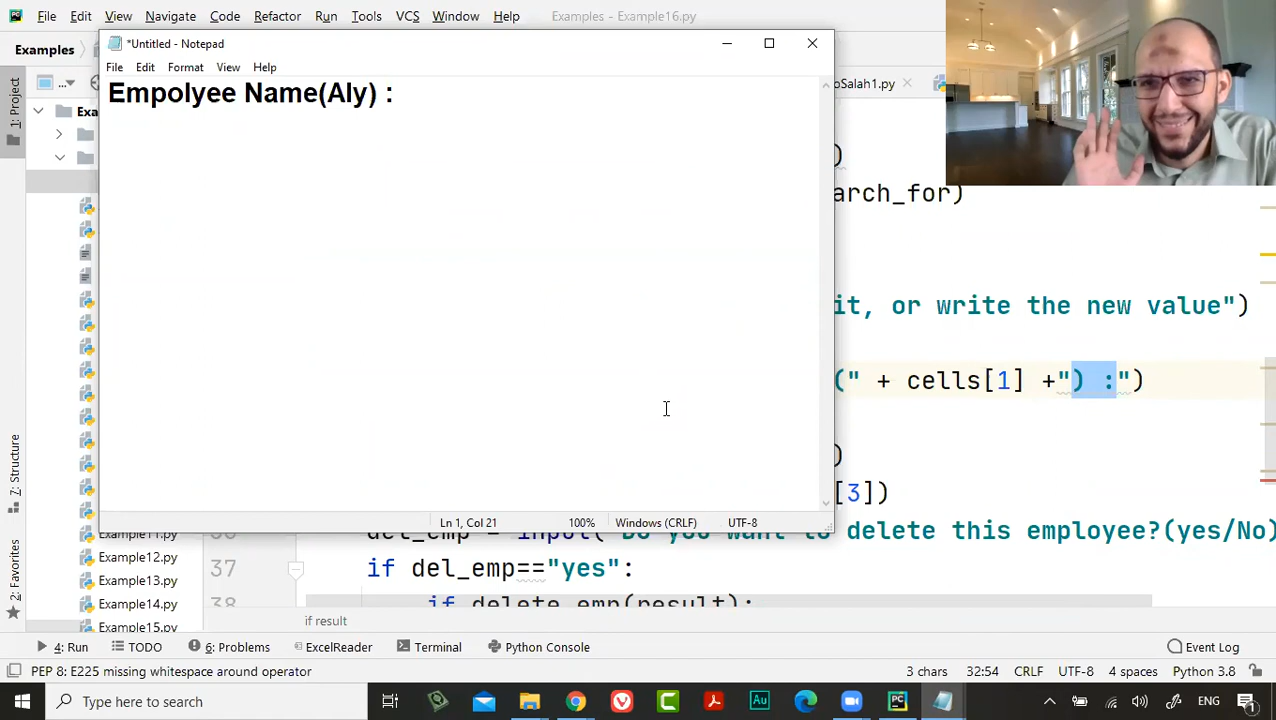 File Edit View Navigate Code Refactor Run Tools VCS Window Help Examples - Example16.py
Examples
*Untitled - Notepad
File Edit Format View Help
Empolyee Name(Aly) :
oSalah1.py
1: Project
Exa
)
arch_for)
it, or write the new value")
(" + cells[1] +") :")
)
[3])
Ln 1, Col 21 100% Windows (CRLF) UTF-8
del_emp = input("Do you want to delete this employee?(yes/No)
37 if del_emp=="yes":
38 if delete_emp(result):
7: Structure
2: Favorites
Example11.py
Example12.py
Example13.py
Example14.py
Example15.py
if result
4: Run TODO 6: Problems ExcelReader Terminal Python Console Event Log
PEP 8: E225 missing whitespace around operator 3 chars 32:54 CRLF UTF-8 4 spaces Python 3.8
Type here to search
ENG